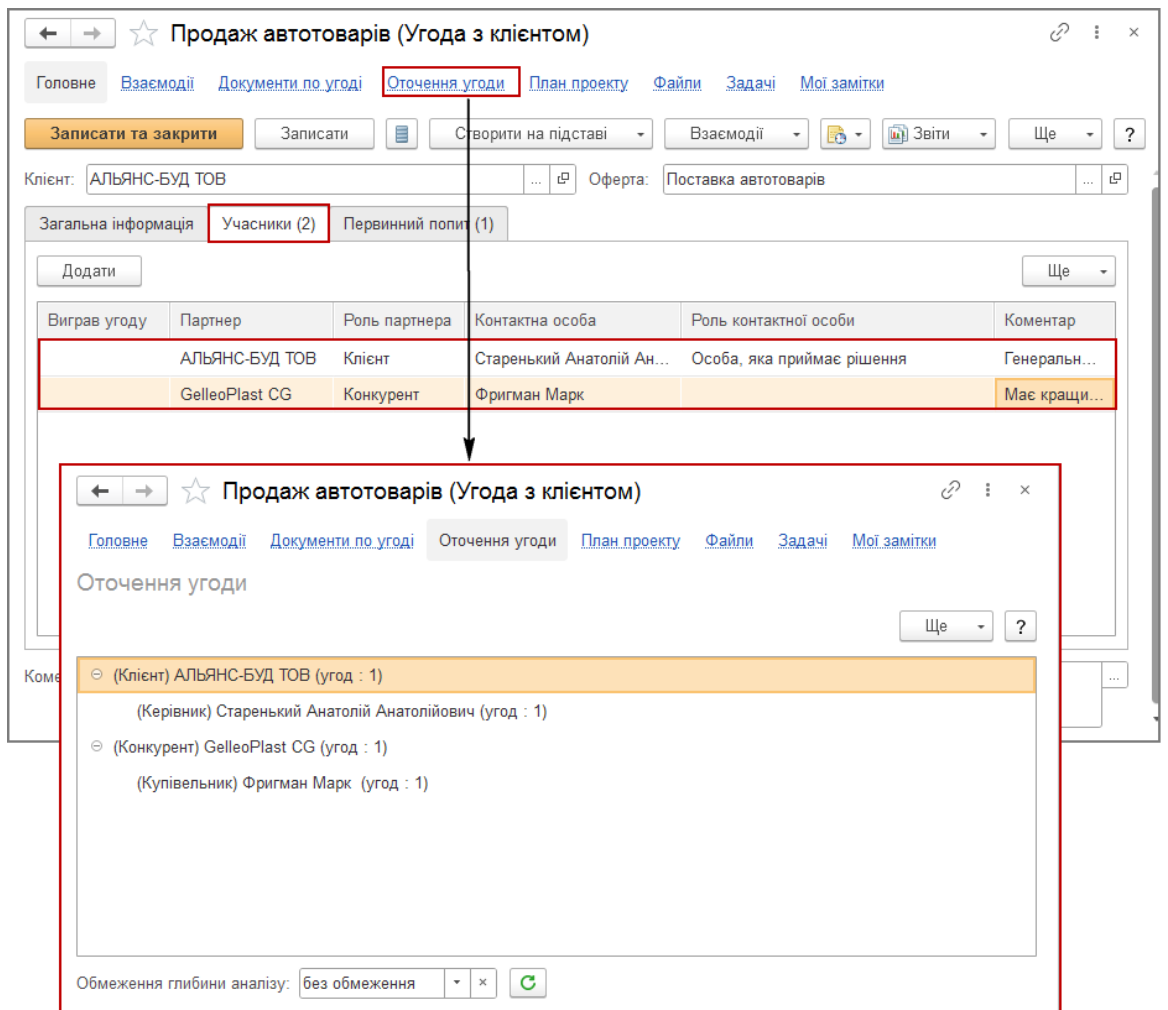 Продаж автотоварів (Угода з клієнтом)
Головне Взаємодії Документи по угоді Оточення угоди План проекту Файли Задачі Мої замітки
Записати та закрити Записати Створити на підставі Взаємодії Звіти Ще ?
Клієнт: АЛЬЯНС-БУД ТОВ ... Оферта: Поставка автотоварів ...
Загальна інформація Учасники (2) Первинний попит (1)
Додати Ще
Виграв угоду Партнер Роль партнера Контактна особа Роль контактної особи Коментар
АЛЬЯНС-БУД ТОВ Клієнт Старенький Анатолій Ан... Особа, яка приймає рішення Генеральн...
GelleoPlast CG Конкурент Фригман Марк Має кращи...
Продаж автотоварів (Угода з клієнтом)
Головне Взаємодії Документи по угоді Оточення угоди План проекту Файли Задачі Мої замітки
Оточення угоди
Ще ?
Коме
(Клієнт) АЛЬЯНС-БУД ТОВ (угод : 1)
...
(Керівник) Старенький Анатолій Анатолійович (угод : 1)
(Конкурент) GelleoPlast CG (угод : 1)
(Купівельник) Фригман Марк (угод : 1)
Обмеження глибини аналізу: без обмеження